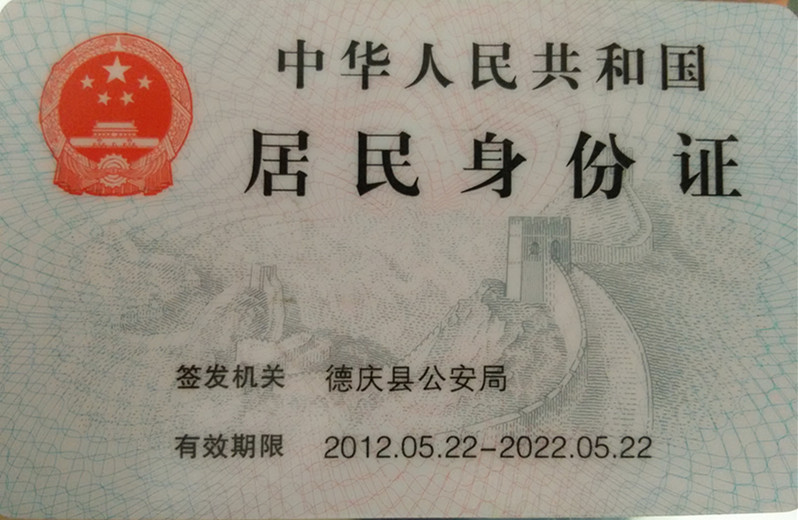 中华人民共和国
居民身份证
签发机关 德庆县公安局
有效期限 2012.05.22-2022.05.22